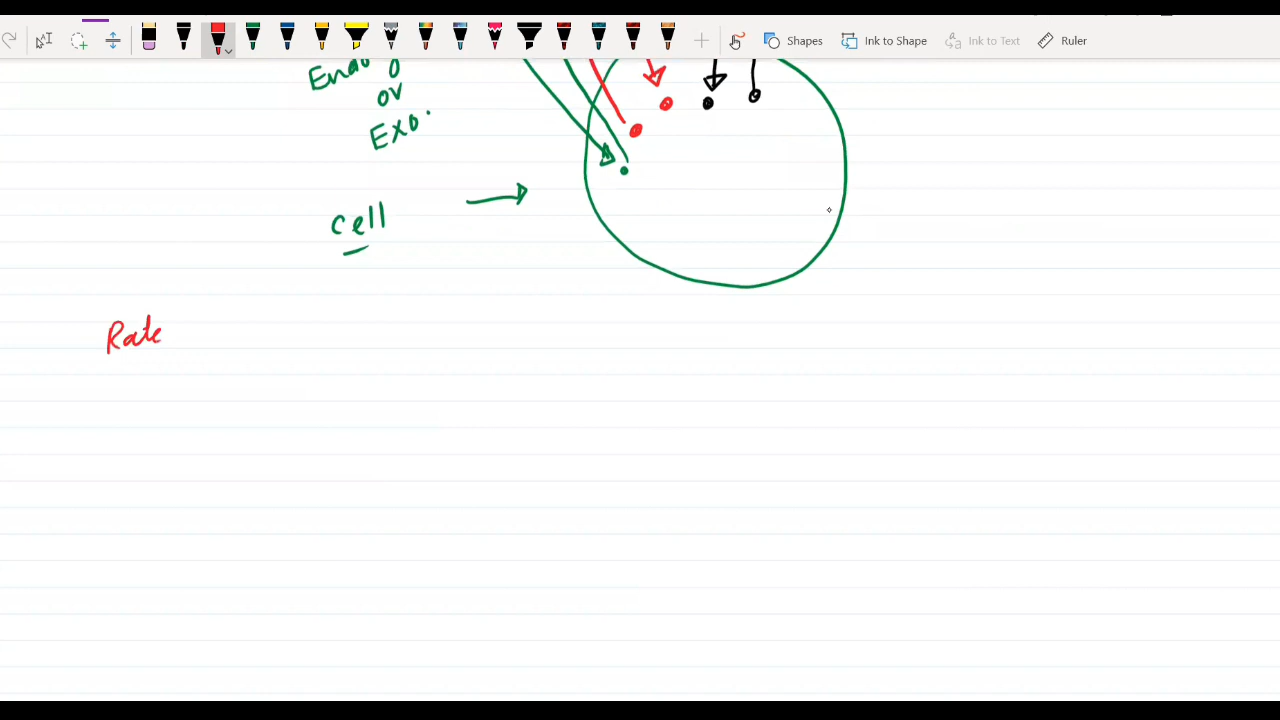 Shapes
Ink to Shape
Ink to Text
Ruler
Endo
or
Exo.
Cell
Rate